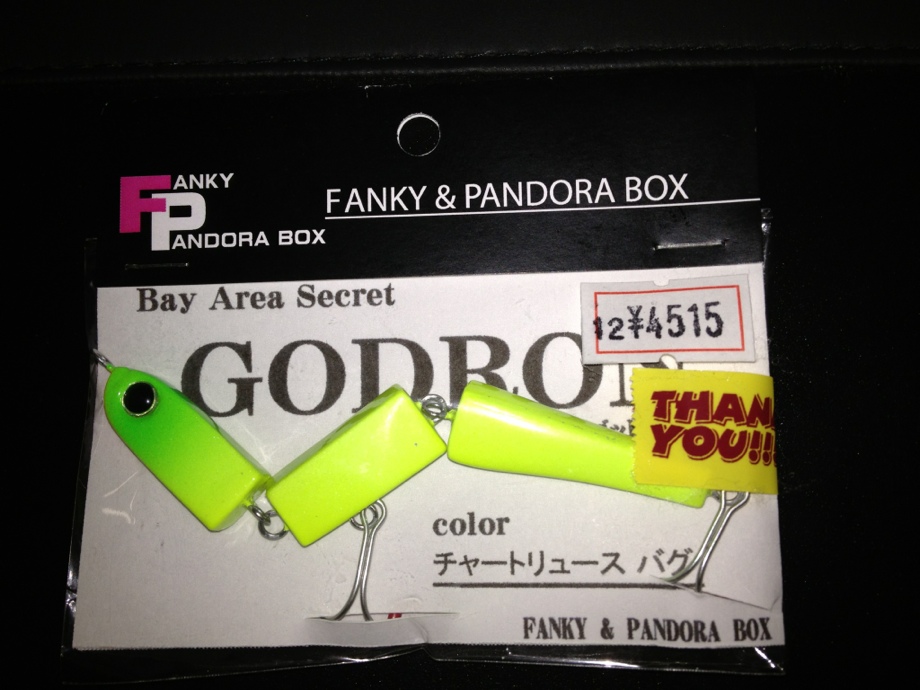 FANKY
PANDORA BOX
FANKY & PANDORA BOX
Bay Area Secret
12¥4515
THAN
YOU!!
color
チャートリュース バグ
FANKY & PANDORA BOX